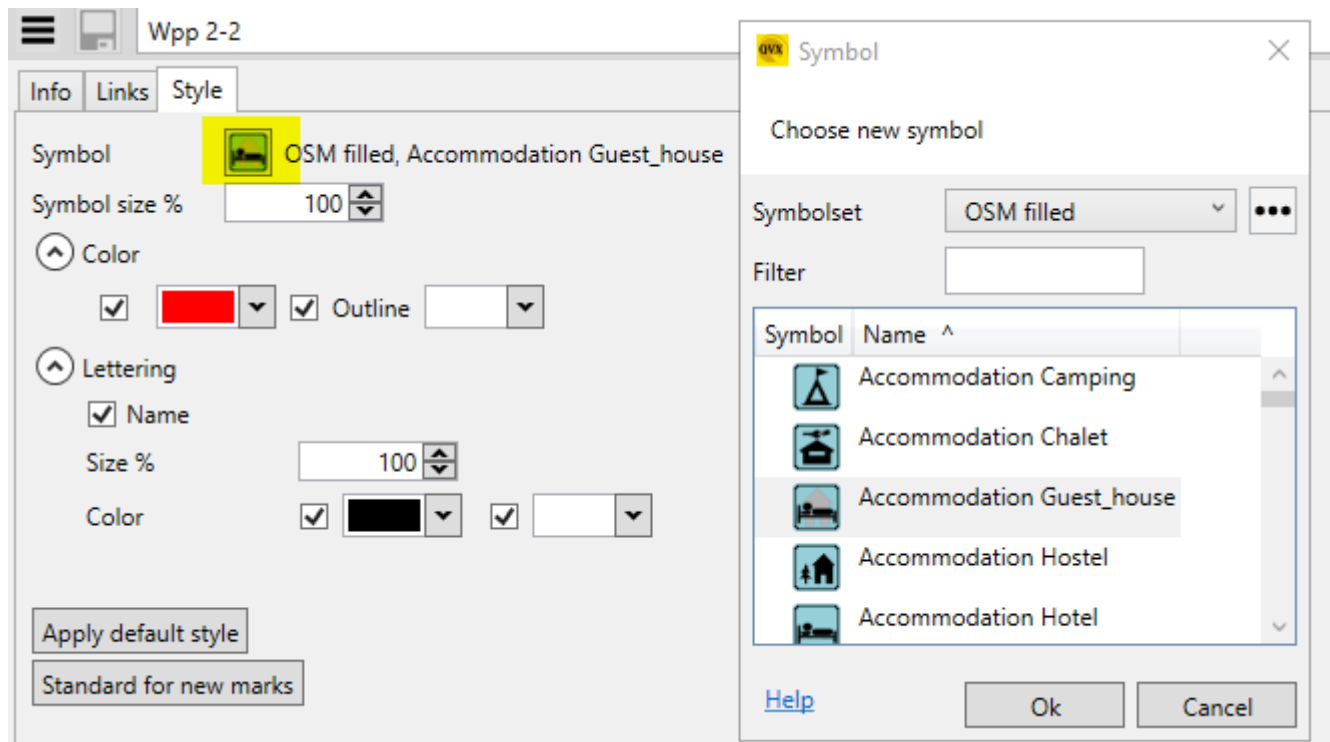 Wpp 2-2
Info Links Style
Symbol OSM filled, Accommodation Guest_house
Symbol size % 100
Color
Outline
Lettering
Name
Size % 100
Color
Apply default style
Standard for new marks
QVX Symbol
Choose new symbol
Symbolset OSM filled
Filter
Symbol Name
Accommodation Camping
Accommodation Chalet
Accommodation Guest_house
Accommodation Hostel
Accommodation Hotel
Help Ok Cancel